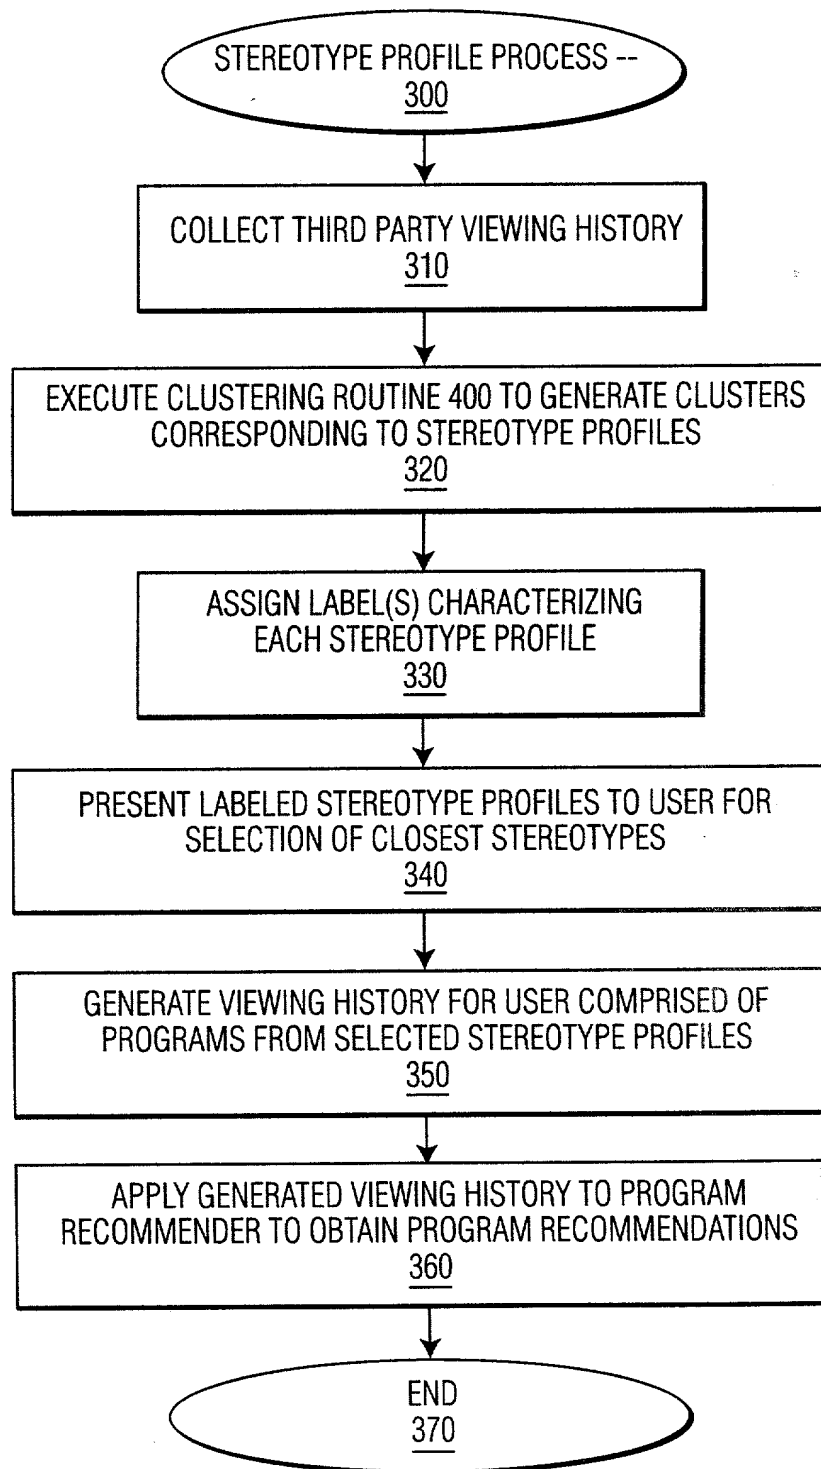 STEREOTYPE PROFILE PROCESS --
300
COLLECT THIRD PARTY VIEWING HISTORY
310
EXECUTE CLUSTERING ROUTINE 400 TO GENERATE CLUSTERS
CORRESPONDING TO STEREOTYPE PROFILES
320
ASSIGN LABEL(S) CHARACTERIZING
EACH STEREOTYPE PROFILE
330
PRESENT LABELED STEREOTYPE PROFILES TO USER FOR
SELECTION OF CLOSEST STEREOTYPES
340
GENERATE VIEWING HISTORY FOR USER COMPRISED OF
PROGRAMS FROM SELECTED STEREOTYPE PROFILES
350
APPLY GENERATED VIEWING HISTORY TO PROGRAM
RECOMMENDER TO OBTAIN PROGRAM RECOMMENDATIONS
360
END
370